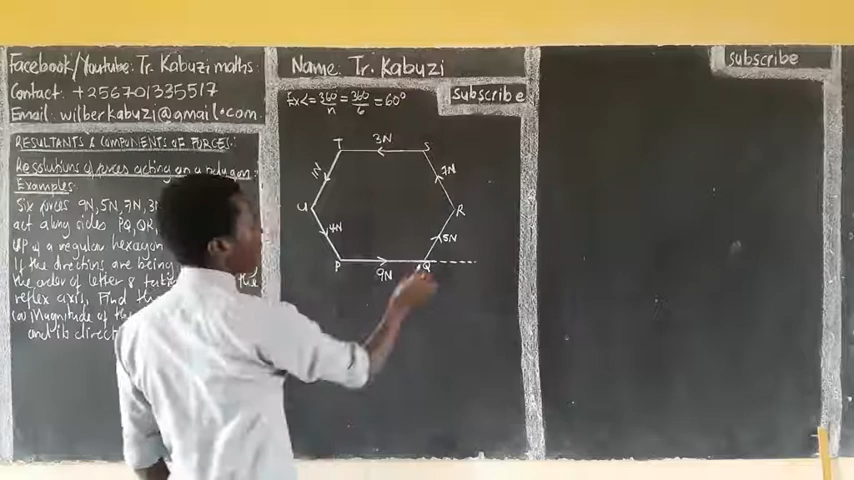 Facebook/Youtube: Tr. Kabuzi maths
Contact: +256701335517
Email: wilberkabuzi@gmail.com
RESULTANTS & COMPONENTS OF FORCES:
Resolutions of forces acting on a polygon
Examples
Six forces 9N, 5N, 7N, 3N
act along sides PQ, QR
UP of a regular hexagon
If the directions are being
the order of letter & the
reflex axis. Find
(a) Magnitude of the
and its
Name: Tr. Kabuzi
Ex< = 360/n = 360/6 = 60°
subscribe
T 3N S
1N 7N
U R
4N 5N
P 9N Q
subscribe